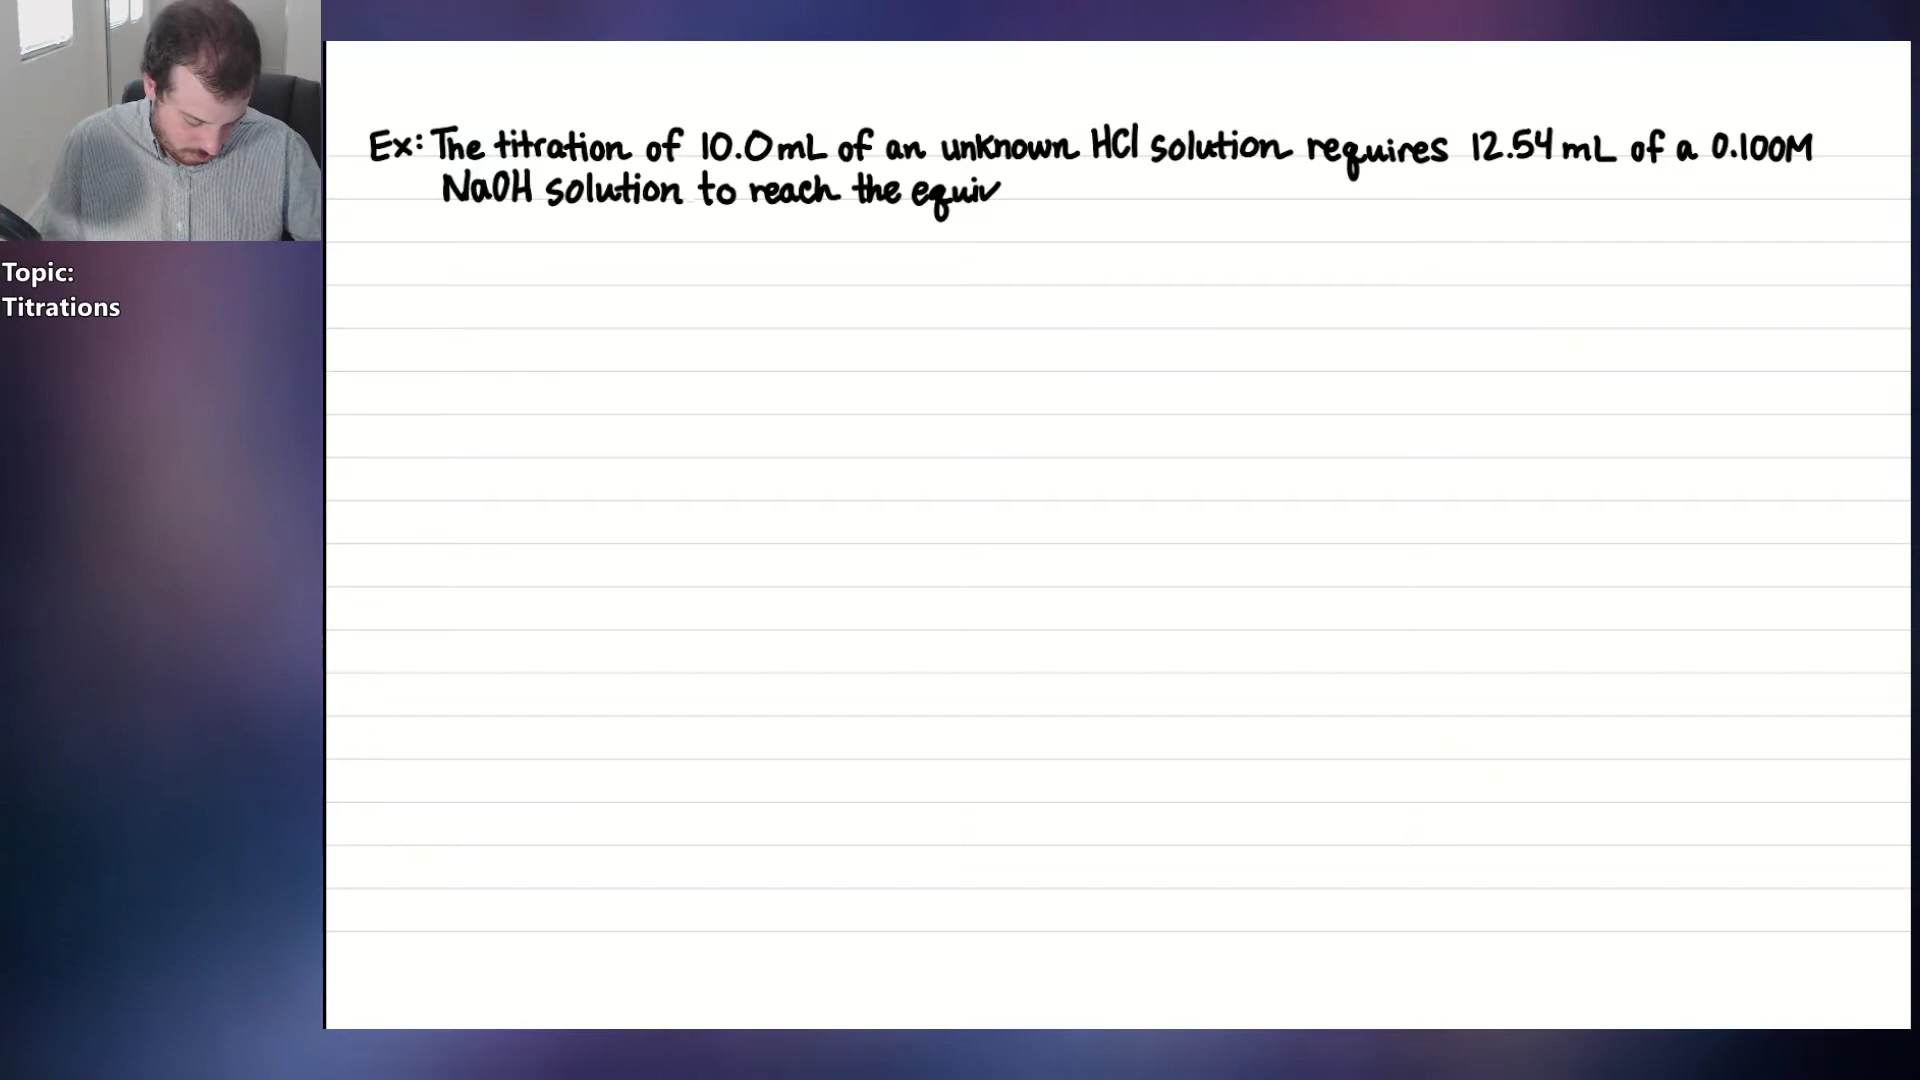 Topic:
Titrations
Ex: The titration of 10.0 mL of an unknown HCl solution requires 12.54 mL of a 0.100M
NaOH solution to reach the equiv